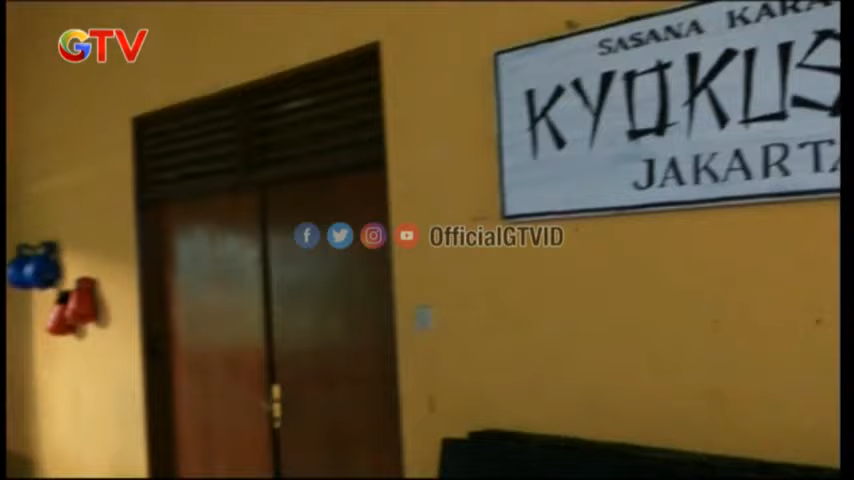 GTV
SASANA KARA
KYOKUS
JAKARTA
OfficialGTVID